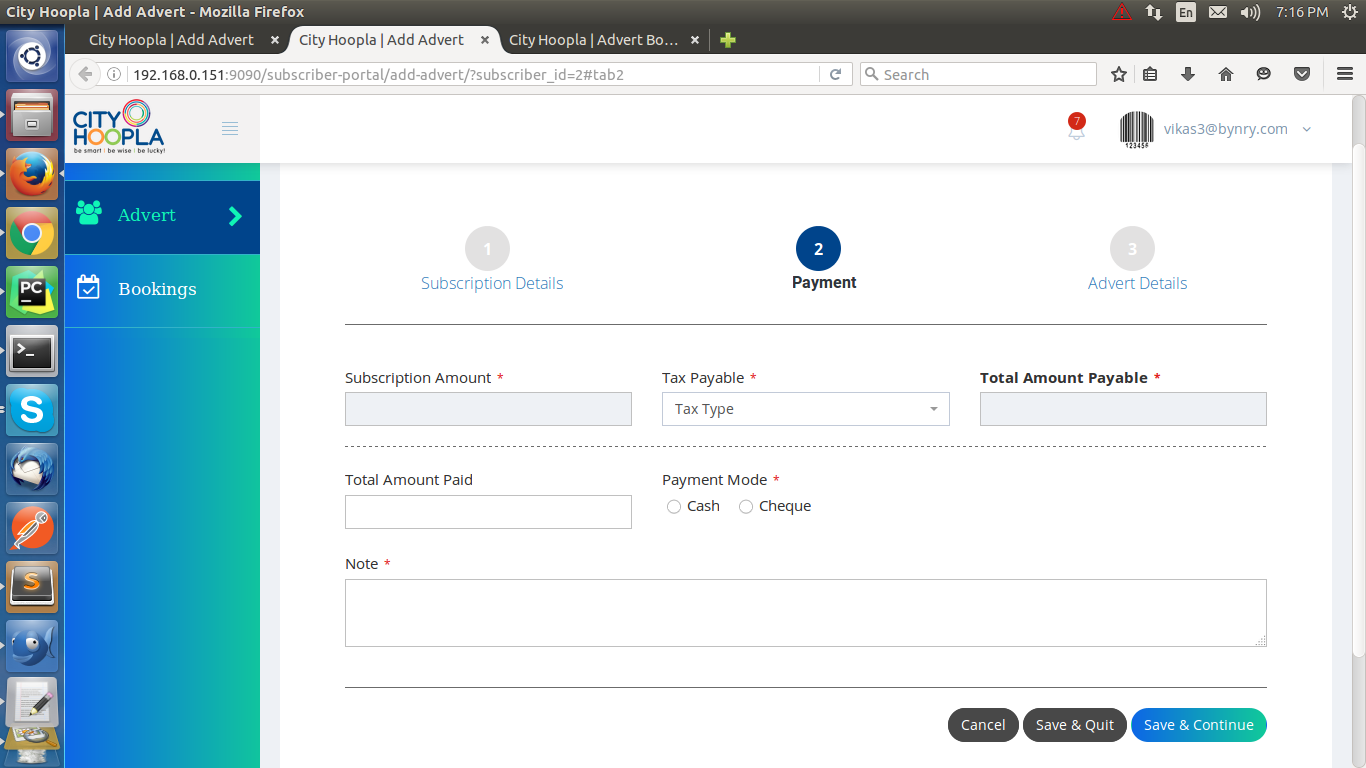 City Hoopla | Add Advert - Mozilla Firefox
En
7:16 PM
City Hoopla | Add Advert
City Hoopla | Add Advert
City Hoopla | Advert Bo...
192.168.0.151:9090/subscriber-portal/add-advert/?subscriber_id=2#tab2
Search
CITY
HOOPLA
be smart | be wise | be lucky!
7
12345P
vikas3@bynry.com
Advert
Bookings
1
2
3
Subscription Details
Payment
Advert Details
Subscription Amount *
Tax Payable *
Total Amount Payable *
Tax Type
Total Amount Paid
Payment Mode *
Cash
Cheque
Note *
Cancel
Save & Quit
Save & Continue
PC
>_
S
S